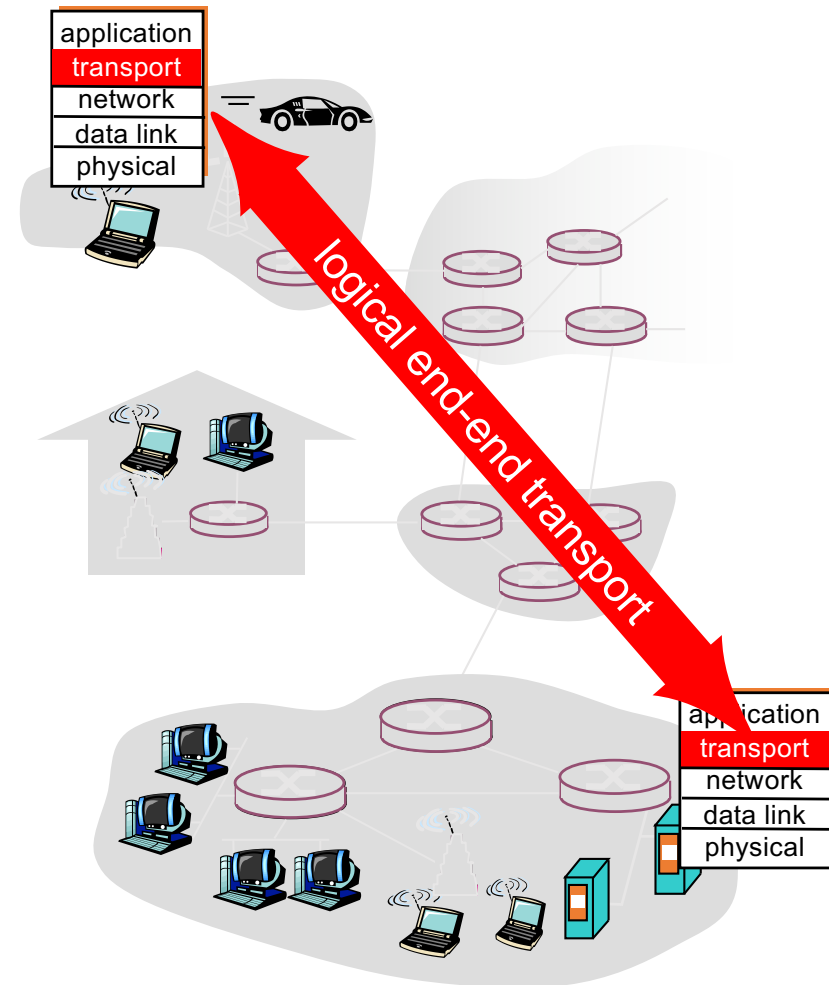 application
transport
network
data link
physical
logical end-end transport
application
transport
network
data link
physical